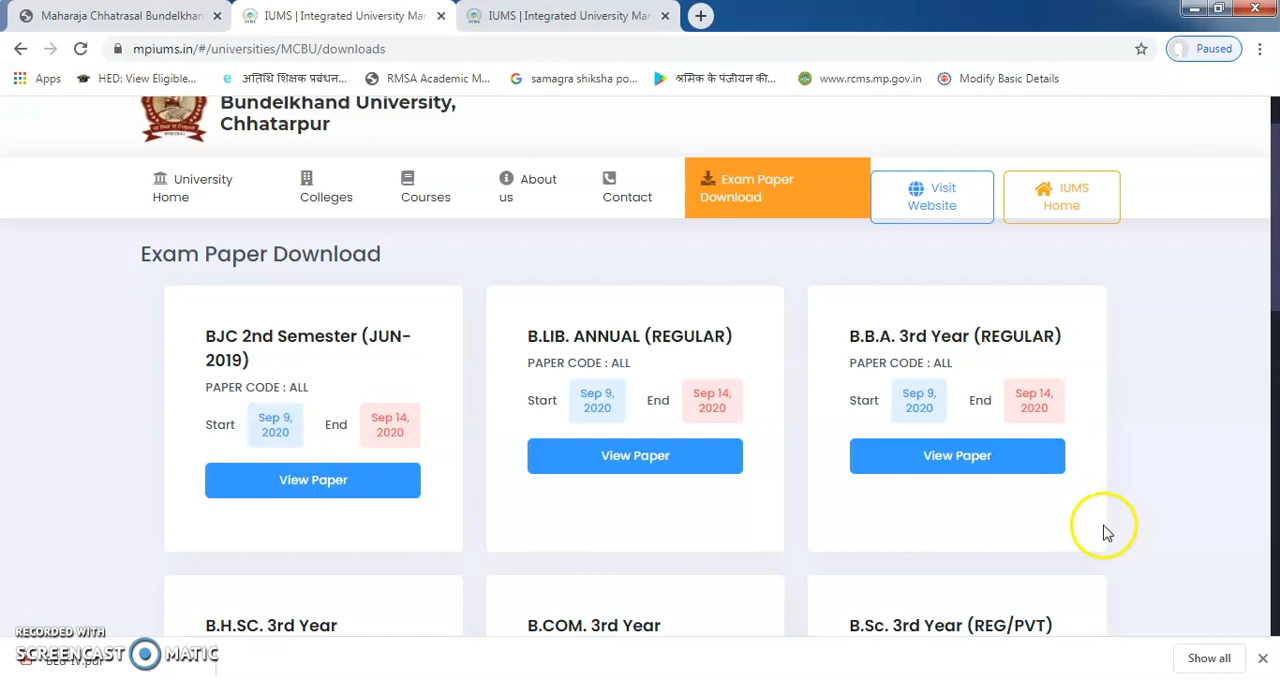 Maharaja Chhatrasal Bundelkhan
IUMS | Integrated University Mar
IUMS | Integrated University Mar
mpiums.in/#/universities/MCBU/downloads
Paused
Apps
HED: View Eligible...
अतिथि शिक्षक प्रबंधन...
RMSA Academic M...
samagra shiksha po...
श्रमिक के पंजीयन की...
www.rcms.mp.gov.in
Modify Basic Details
Bundelkhand University,
Chhatarpur
University
Home
Colleges
Courses
About
us
Contact
Exam Paper
Download
Visit
Website
IUMS
Home
Exam Paper Download
BJC 2nd Semester (JUN-
2019)
PAPER CODE : ALL
Start
Sep 9,
2020
End
Sep 14,
2020
View Paper
B.LIB. ANNUAL (REGULAR)
PAPER CODE : ALL
Start
Sep 9,
2020
End
Sep 14,
2020
View Paper
B.B.A. 3rd Year (REGULAR)
PAPER CODE : ALL
Start
Sep 9,
2020
End
Sep 14,
2020
View Paper
B.H.SC. 3rd Year
B.COM. 3rd Year
B.Sc. 3rd Year (REG/PVT)
RECORDED WITH
SCREENCAST MATIC
Show all